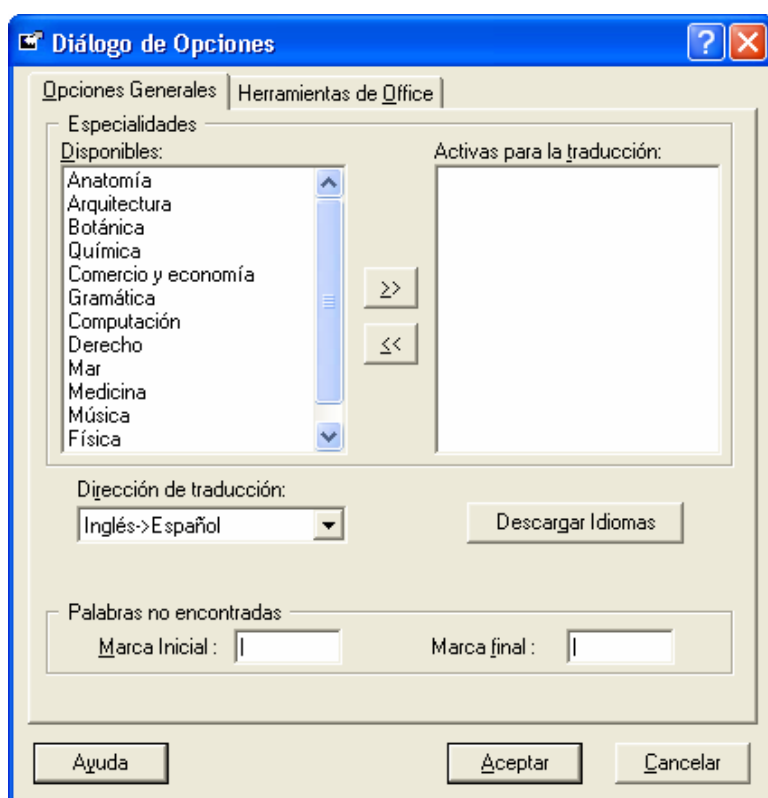 Diálogo de Opciones
Opciones Generales
Herramientas de Office
Especialidades
Disponibles:
Activas para la traducción:
Anatomía
Arquitectura
Botánica
Química
Comercio y economía
Gramática
Computación
Derecho
Mar
Medicina
Música
Física
>>
<<
Dirección de traducción:
Inglés->Español
Descargar Idiomas
Palabras no encontradas
Marca Inicial : |
Marca final : |
Ayuda
Aceptar
Cancelar